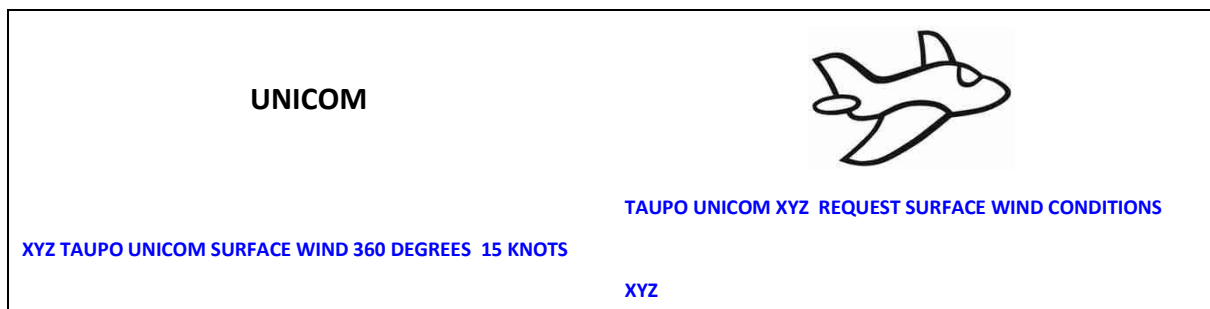 UNICOM
TAUPO UNICOM XYZ  REQUEST SURFACE WIND CONDITIONS
XYZ TAUPO UNICOM SURFACE WIND 360 DEGREES  15 KNOTS
XYZ